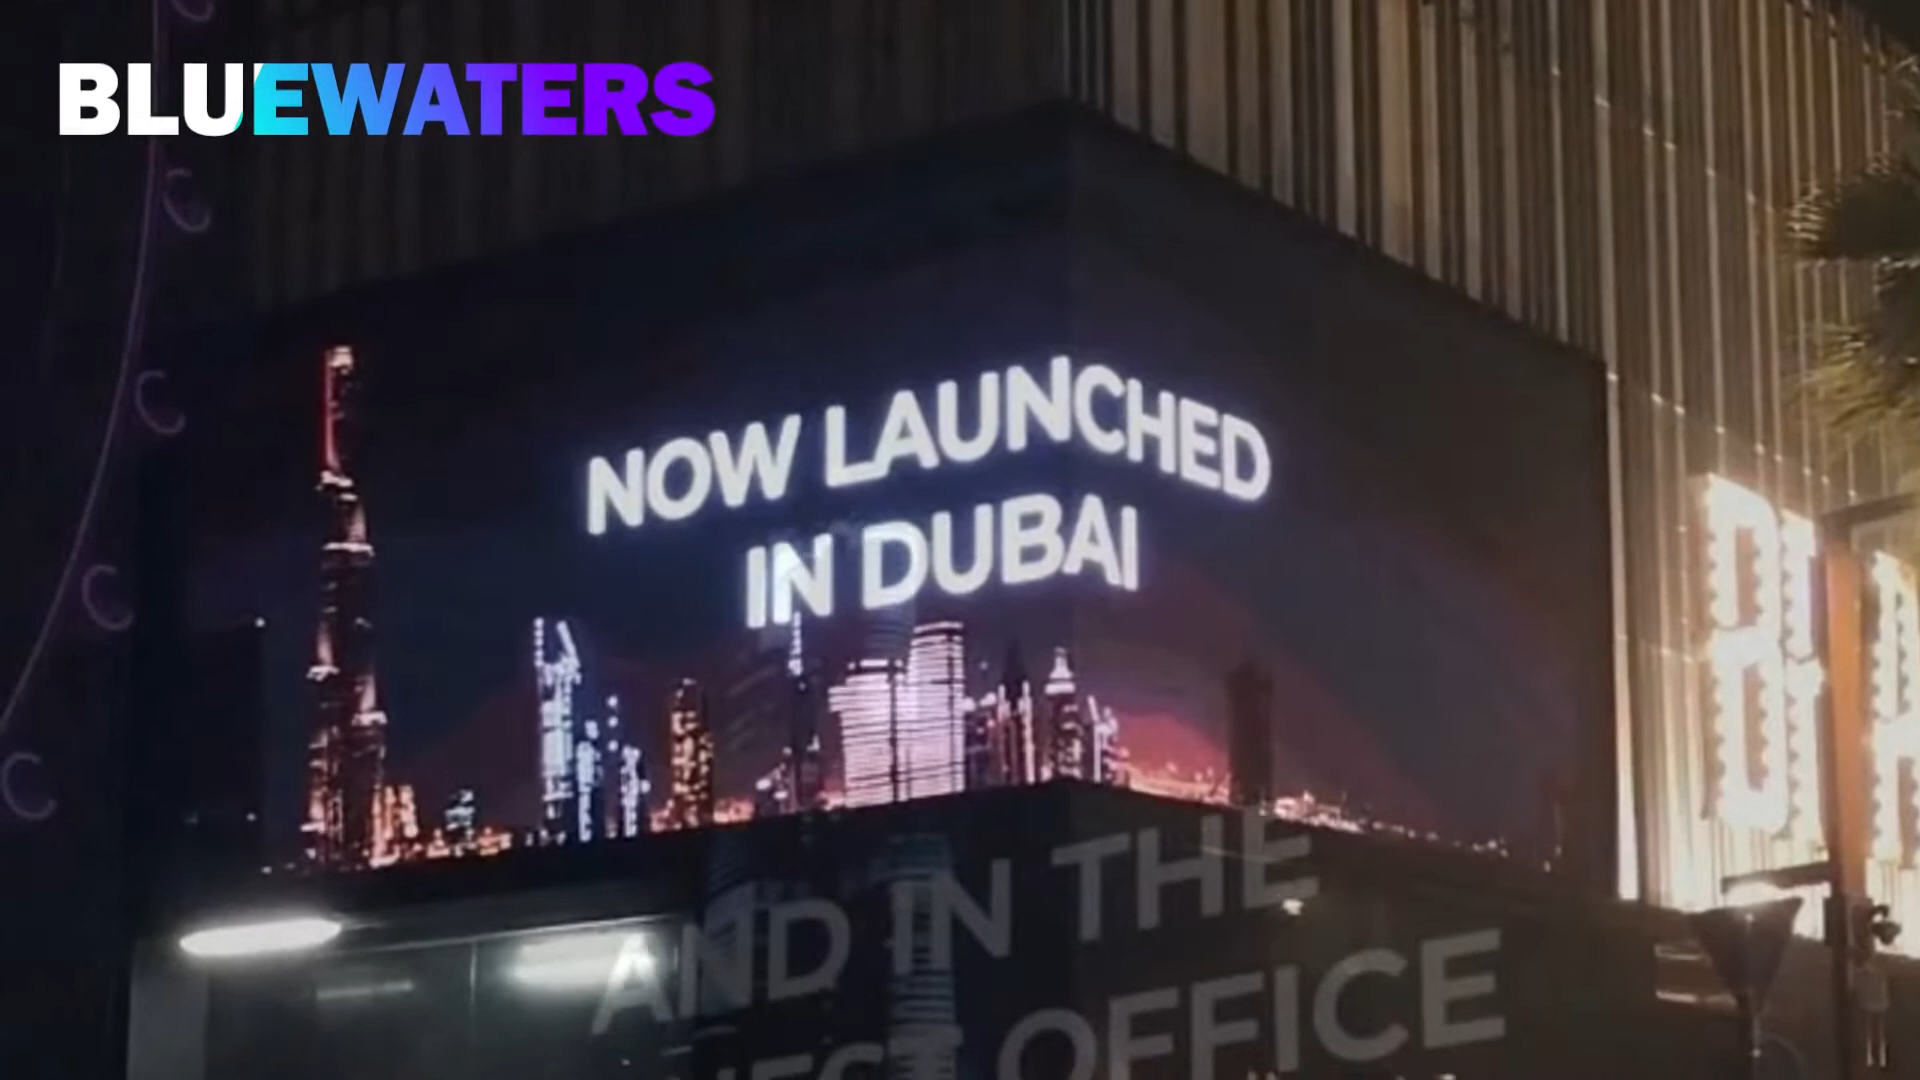 BLUEWATERS
NOW LAUNCHED
IN DUBAI
AND IN THE
OFFICE